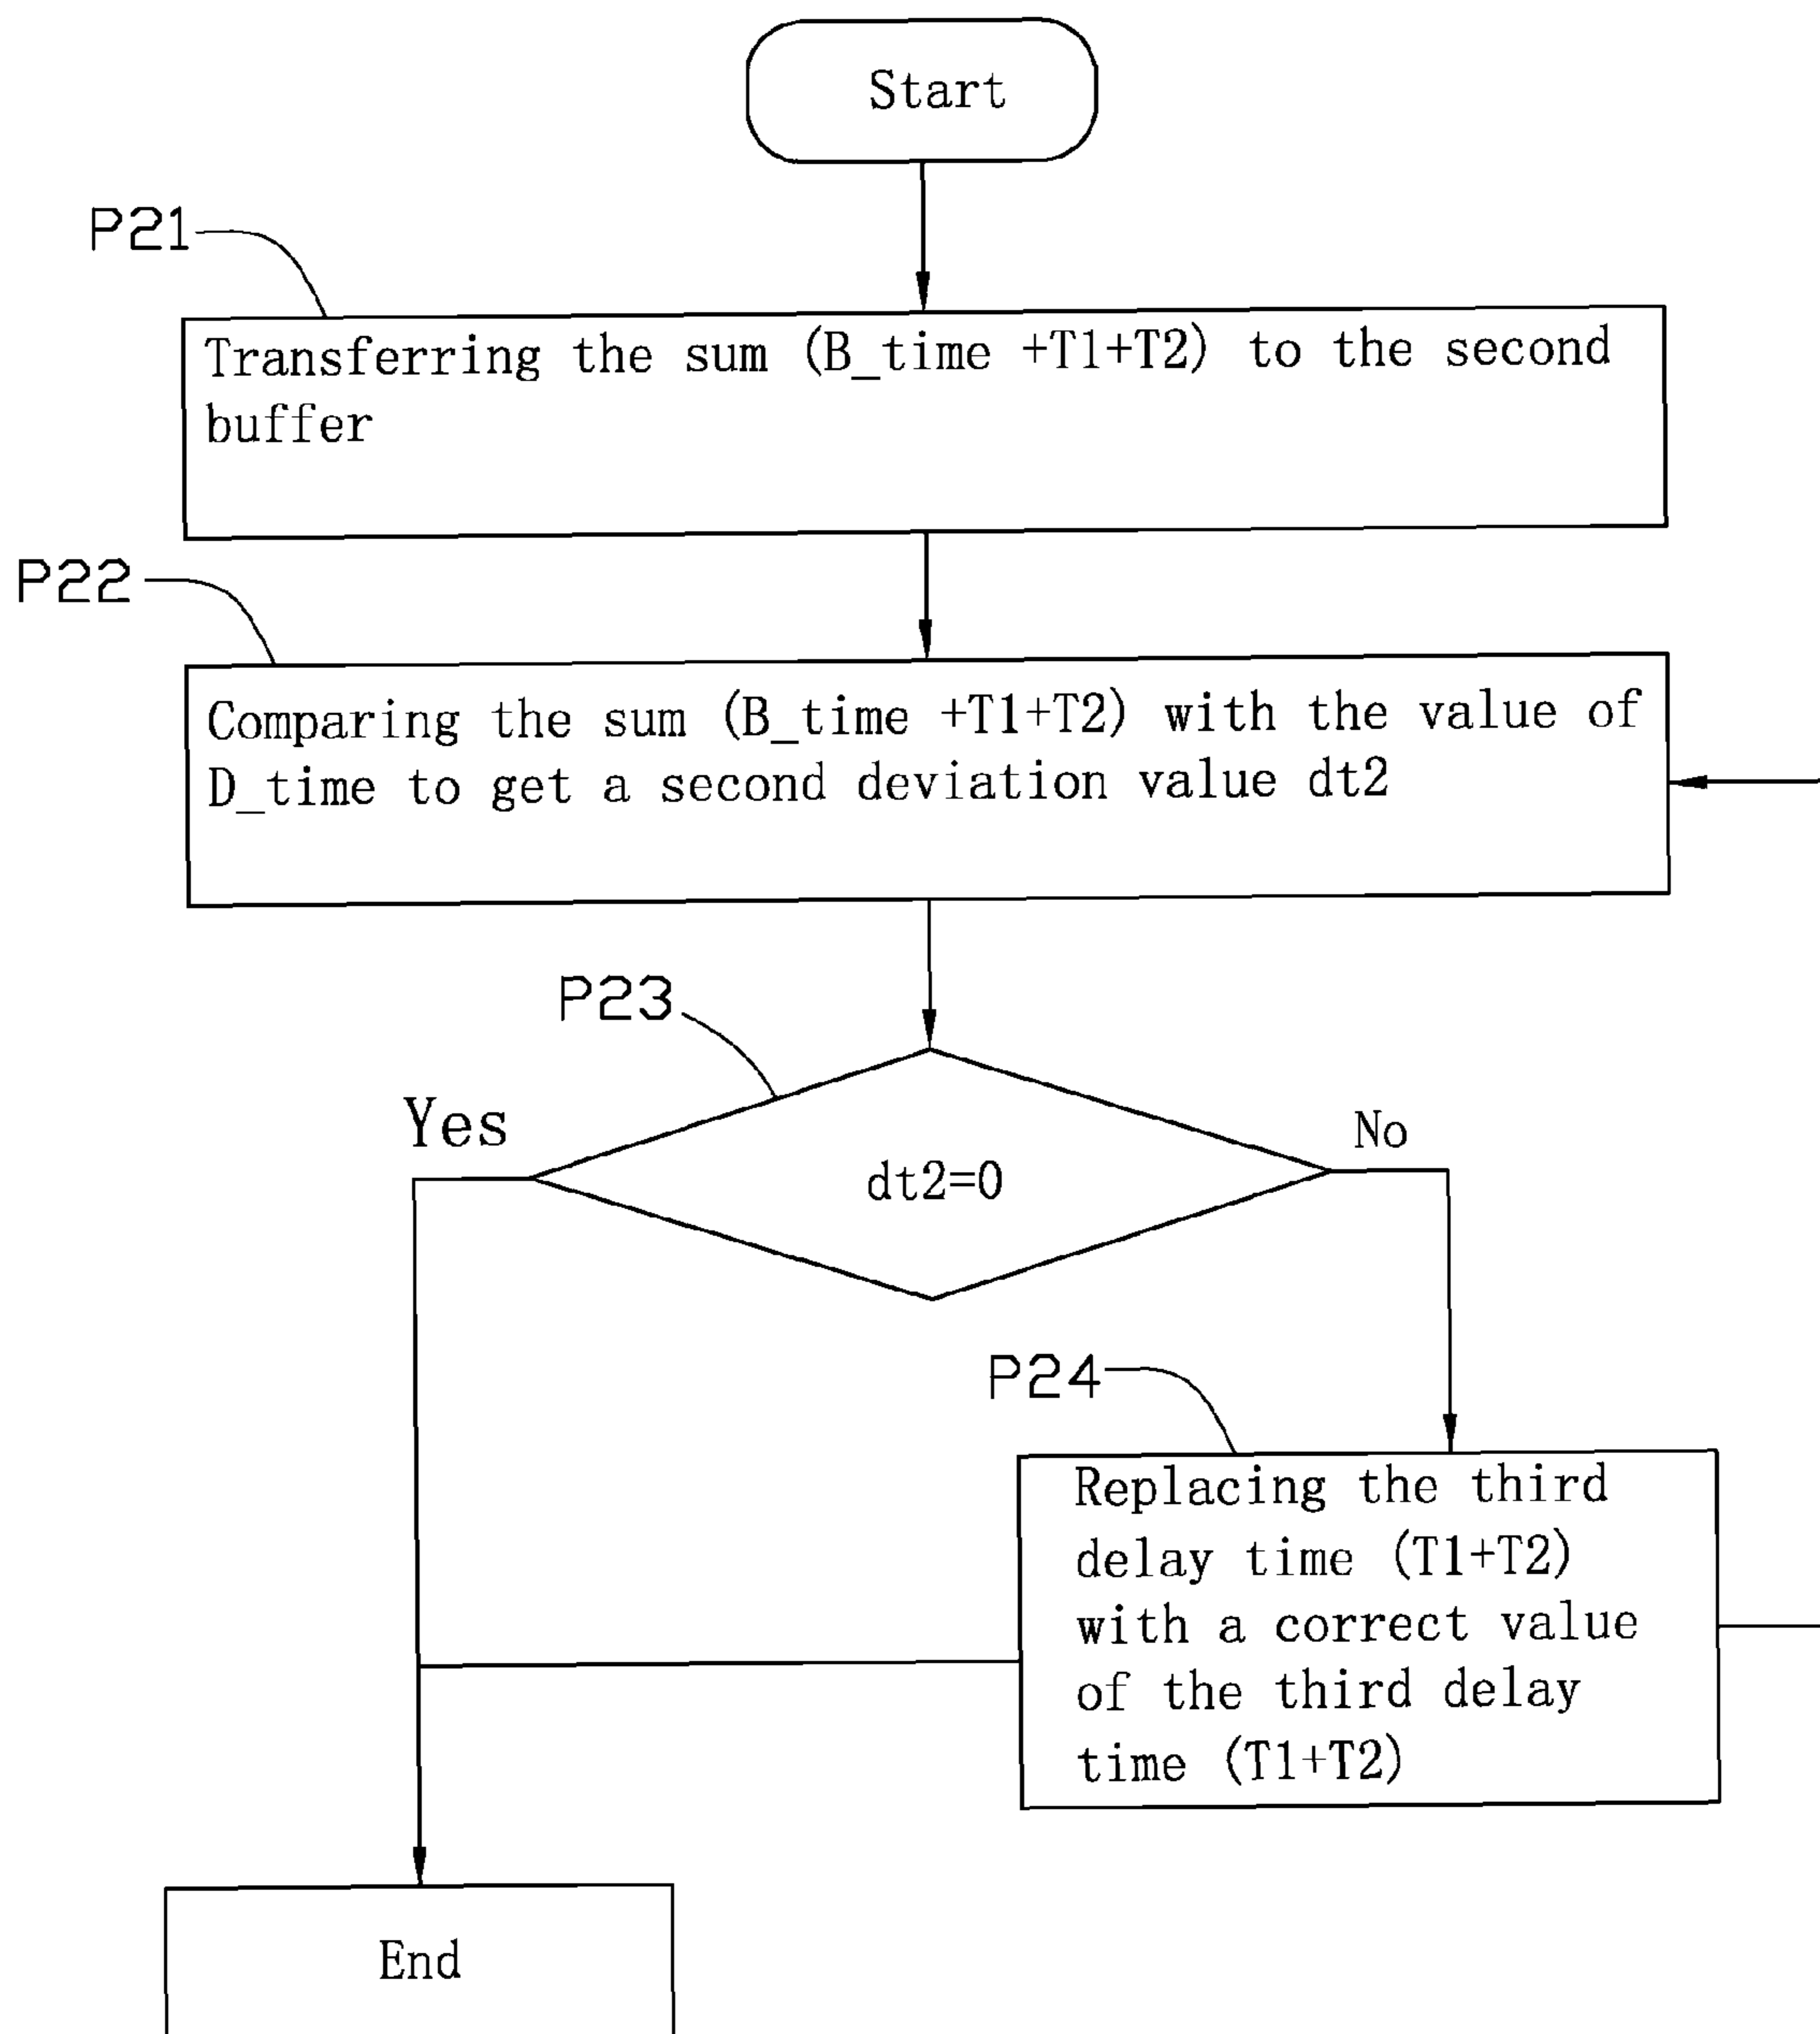 Start
P21
Transferring the sum (B_time +T1+T2) to the second
buffer
P22
Comparing the sum (B_time +T1+T2) with the value of
D_time to get a second deviation value dt2
P23
Yes
No
dt2=0
P24
Replacing the third
delay time (T1+T2)
with a correct value
of the third delay
time (T1+T2)
End